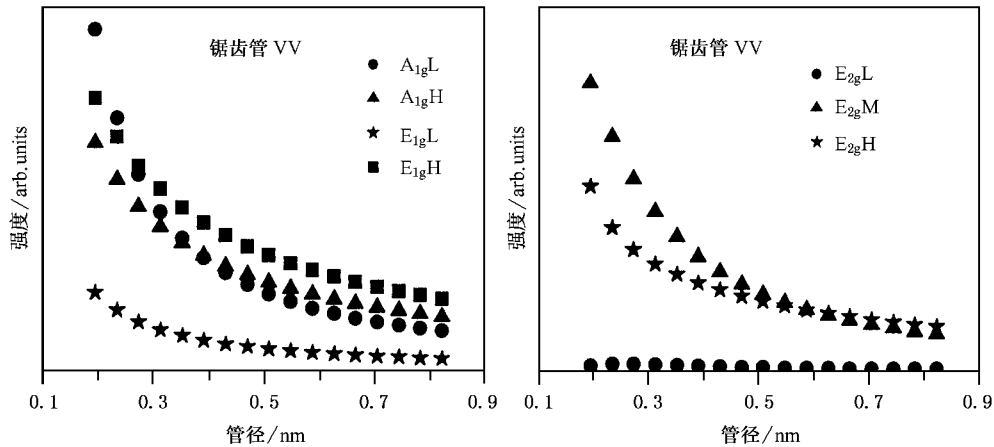 锯齿管 VV
A1gL
A1gH
E1gL
E1gH
强度/arb.units
0.1 0.3 0.5 0.7 0.9
管径/nm
锯齿管 VV
E2gL
E2gM
E2gH
强度/arb.units
0.1 0.3 0.5 0.7 0.9
管径/nm